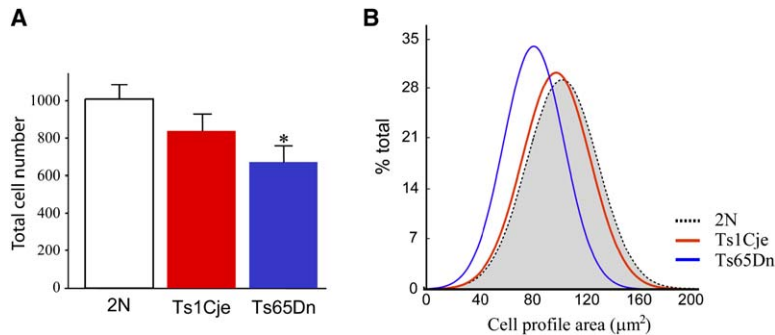 A
Total cell number
1000
800
600
400
200
0
*
2N
Ts1Cje
Ts65Dn
B
% total
35
28
21
14
7
0
0
40
80
120
160
200
Cell profile area (µm²)
2N
Ts1Cje
Ts65Dn